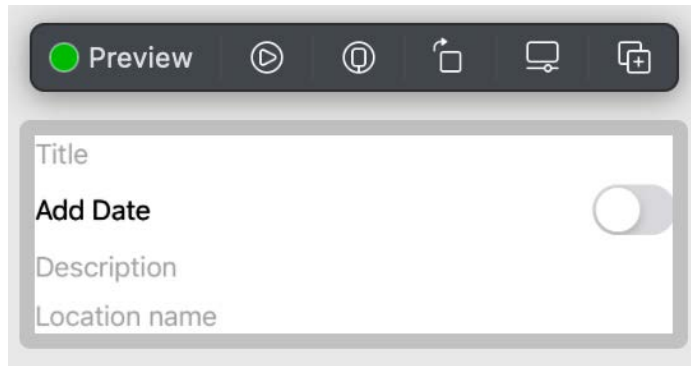 Preview
Title
Add Date
Description
Location name